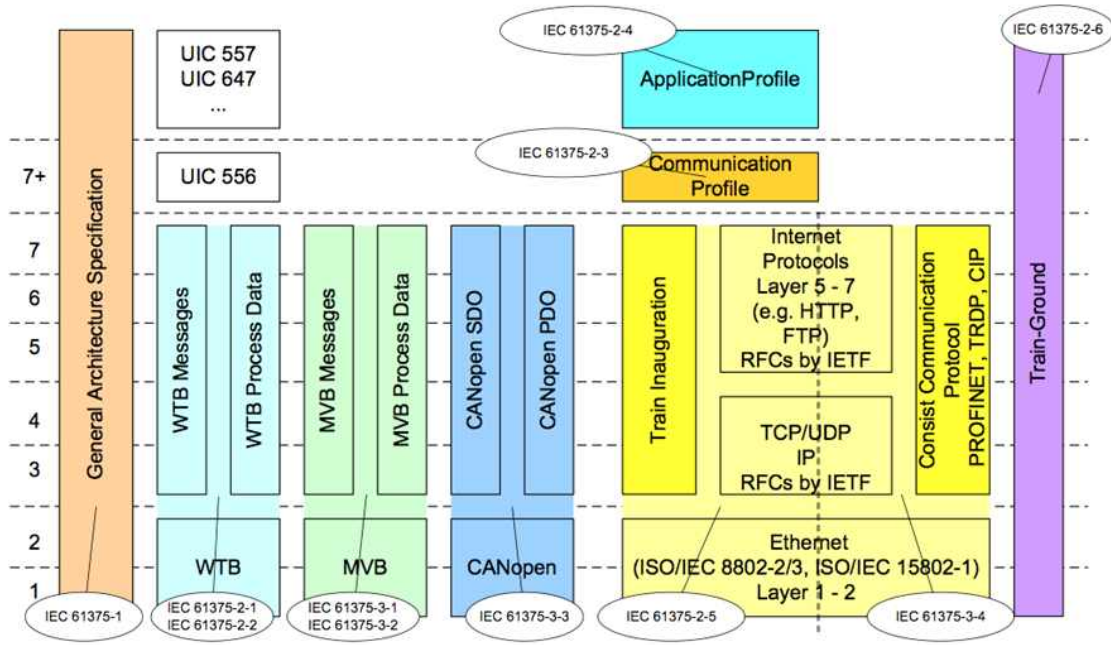 IEC 61375-2-4
IEC 61375-2-6
UIC 557
UIC 647
...
ApplicationProfile
IEC 61375-2-3
7+
UIC 556
Communication
Profile
General Architecture Specification
7
6
5
4
3
2
1
WTB Messages
WTB Process Data
MVB Messages
MVB Process Data
CANopen SDO
CANopen PDO
Train Inauguration
Internet
Protocols
Layer 5 - 7
(e.g. HTTP,
FTP)
RFCs by IETF
TCP/UDP
IP
RFCs by IETF
Consist Communication
Protocol
PROFINET, TRDP, CIP
Train-Ground
WTB
MVB
CANopen
Ethernet
(ISO/IEC 8802-2/3, ISO/IEC 15802-1)
Layer 1 - 2
IEC 61375-1
IEC 61375-2-1
IEC 61375-2-2
IEC 61375-3-1
IEC 61375-3-2
IEC 61375-3-3
IEC 61375-2-5
IEC 61375-3-4